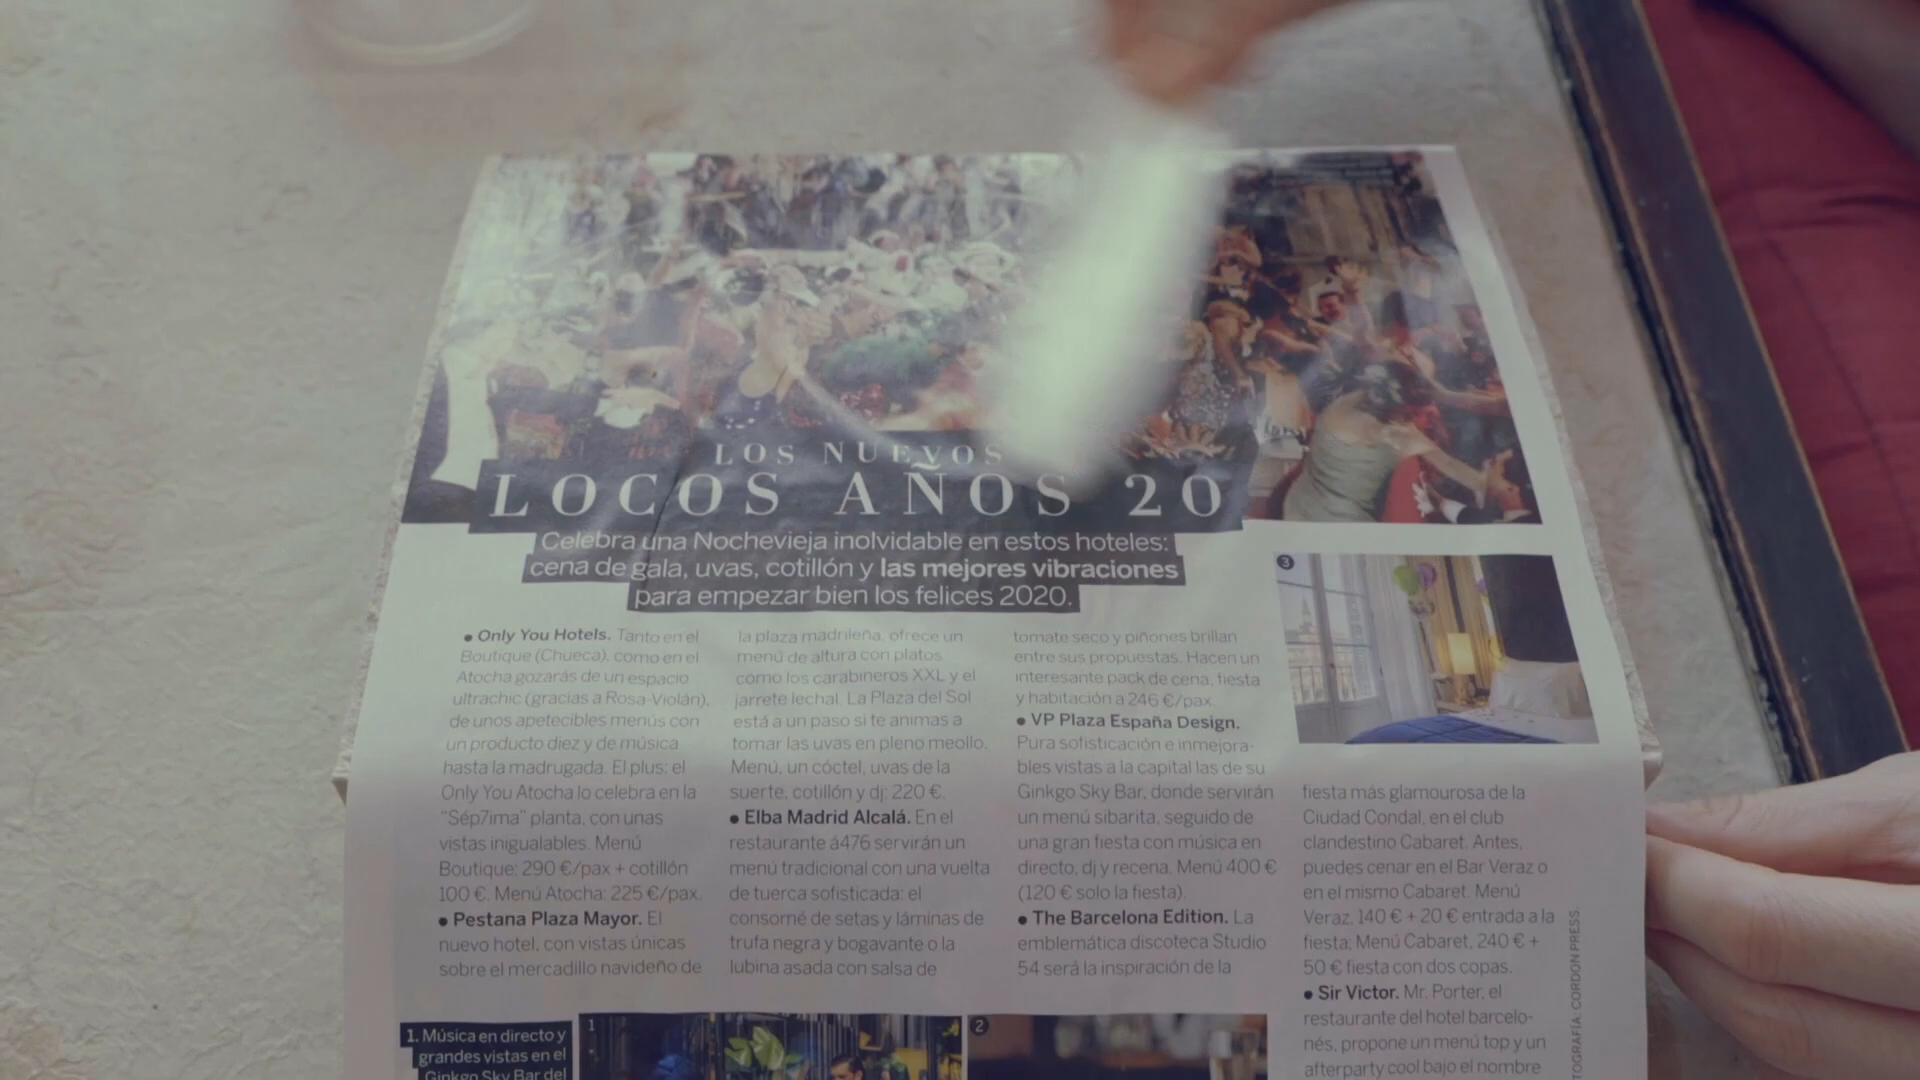 LOS NUEVOS
LOCOS AÑOS 20
Celebra una Nochevieja inolvidable en estos hoteles:
cena de gala, uvas, cotillón y las mejores vibraciones
para empezar bien los felices 2020.
• Only You Hotels. Tanto en el
Boutique (Chueca), como en el
Atocha gozarás de un espacio
ultrachic (gracias a Rosa-Violán),
de unos apetecibles menús con
un producto diez y de música
hasta la madrugada. El plus: el
Only You Atocha lo celebra en la
"Sép7ima" planta, con unas
vistas inigualables. Menú
Boutique: 290 €/pax + cotillón
100 €. Menú Atocha: 225 €/pax.
• Pestana Plaza Mayor. El
nuevo hotel, con vistas únicas
sobre el mercadillo navideño de
la plaza madrileña, ofrece un
menú de altura con platos
como los carabineros XXL y el
jarrete lechal. La Plaza del Sol
está a un paso si te animas a
tomar las uvas en pleno meollo.
Menú, un cóctel, uvas de la
suerte, cotillón y dj: 220 €.
• Elba Madrid Alcalá. En el
restaurante á476 servirán un
menú tradicional con una vuelta
de tuerca sofisticada: el
consomé de setas y láminas de
trufa negra y bogavante o la
lubina asada con salsa de
tomate seco y piñones brillan
entre sus propuestas. Hacen un
interesante pack de cena, fiesta
y habitación a 246 €/pax.
• VP Plaza España Design.
Pura sofisticación e inmejora-
bles vistas a la capital las de su
Ginkgo Sky Bar, donde servirán
un menú sibarita, seguido de
una gran fiesta con música en
directo, dj y recena. Menú 400 €
(120 € solo la fiesta).
• The Barcelona Edition. La
emblemática discoteca Studio
54 será la inspiración de la
3
fiesta más glamourosa de la
Ciudad Condal, en el club
clandestino Cabaret. Antes,
puedes cenar en el Bar Veraz o
en el mismo Cabaret. Menú
Veraz, 140 € + 20 € entrada a la
fiesta; Menú Cabaret, 240 € +
50 € fiesta con dos copas.
• Sir Victor. Mr. Porter, el
restaurante del hotel barcelo-
nés, propone un menú top y un
afterparty cool bajo el nombre
TOGRAFÍA: CORDON PRESS.
1. Música en directo y
grandes vistas en el
Ginkgo Sky Bar del
1
2